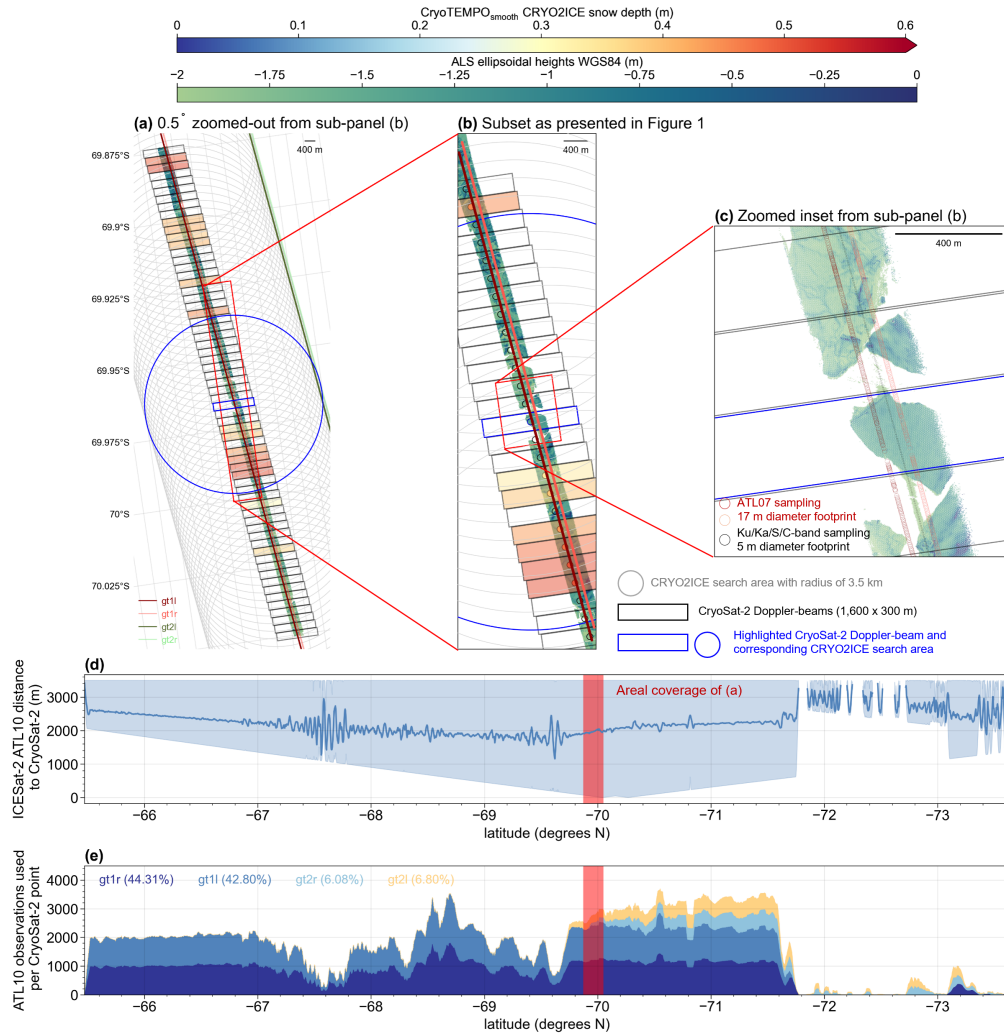 CryoTEMPOsmooth CRYO2ICE snow depth (m)
0 0.1 0.2 0.3 0.4 0.5 0.6
ALS ellipsoidal heights WGS84 (m)
−2 −1.75 −1.5 −1.25 −1 −0.75 −0.5 −0.25 0
(a) 0.5° zoomed-out from sub-panel (b)
400 m
69.875°S
69.9°S
69.925°S
69.95°S
69.975°S
70°S
70.025°S
gt1l
gt1r
gt2l
gt2r
(b) Subset as presented in Figure 1
400 m
(c) Zoomed inset from sub-panel (b)
400 m
ATL07 sampling
17 m diameter footprint
Ku/Ka/S/C-band sampling
5 m diameter footprint
CRYO2ICE search area with radius of 3.5 km
CryoSat-2 Doppler-beams (1,600 x 300 m)
Highlighted CryoSat-2 Doppler-beam and
corresponding CRYO2ICE search area
(d)
ICESat-2 ATL10 distance
to CryoSat-2 (m)
3000
2000
1000
0
Areal coverage of (a)
−66 −67 −68 −69 −70 −71 −72 −73
latitude (degrees N)
(e)
ATL10 observations used
per CryoSat-2 point
4000
3000
2000
1000
0
gt1r (44.31%) gt1l (42.80%) gt2r (6.08%) gt2l (6.80%)
−66 −67 −68 −69 −70 −71 −72 −73
latitude (degrees N)